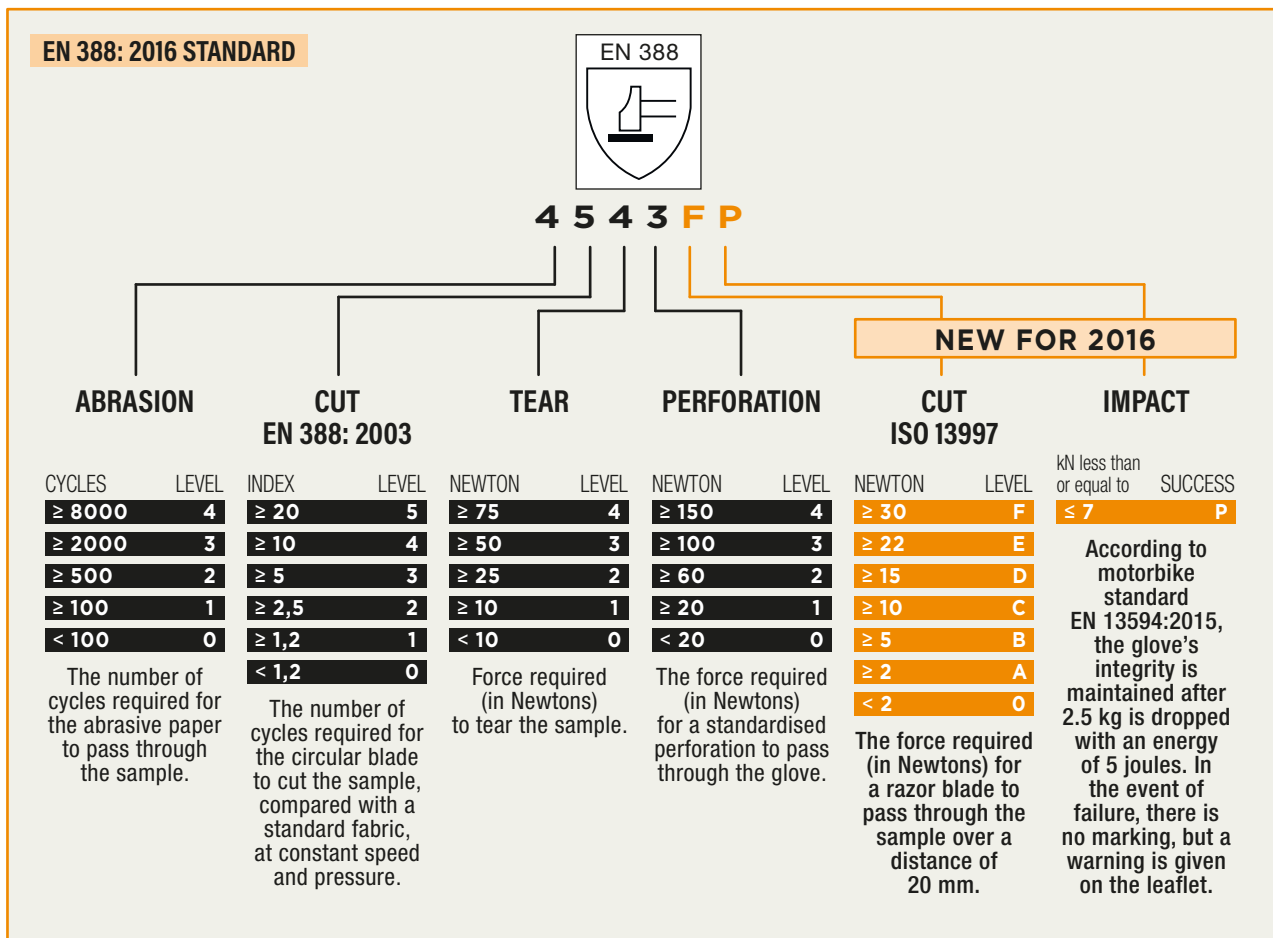 EN 388: 2016 STANDARD
EN 388
4 5 4 3 F P
NEW FOR 2016
ABRASION
CYCLES LEVEL
≥ 8000 4
≥ 2000 3
≥ 500 2
≥ 100 1
< 100 0
The number of
cycles required for
the abrasive paper
to pass through
the sample.
CUT
EN 388: 2003
INDEX LEVEL
≥ 20 5
≥ 10 4
≥ 5 3
≥ 2,5 2
≥ 1,2 1
< 1,2 0
The number of
cycles required for
the circular blade
to cut the sample,
compared with a
standard fabric,
at constant speed
and pressure.
TEAR
NEWTON LEVEL
≥ 75 4
≥ 50 3
≥ 25 2
≥ 10 1
< 10 0
Force required
(in Newtons)
to tear the sample.
PERFORATION
NEWTON LEVEL
≥ 150 4
≥ 100 3
≥ 60 2
≥ 20 1
< 20 0
The force required
(in Newtons)
for a standardised
perforation to pass
through the glove.
CUT
ISO 13997
NEWTON LEVEL
≥ 30 F
≥ 22 E
≥ 15 D
≥ 10 C
≥ 5 B
≥ 2 A
< 2 0
The force required
(in Newtons) for
a razor blade to
pass through the
sample over a
distance of
20 mm.
IMPACT
kN less than
or equal to SUCCESS
≤ 7 P
According to
motorbike
standard
EN 13594:2015,
the glove's
integrity is
maintained after
2.5 kg is dropped
with an energy
of 5 joules. In
the event of
failure, there is
no marking, but a
warning is given
on the leaflet.